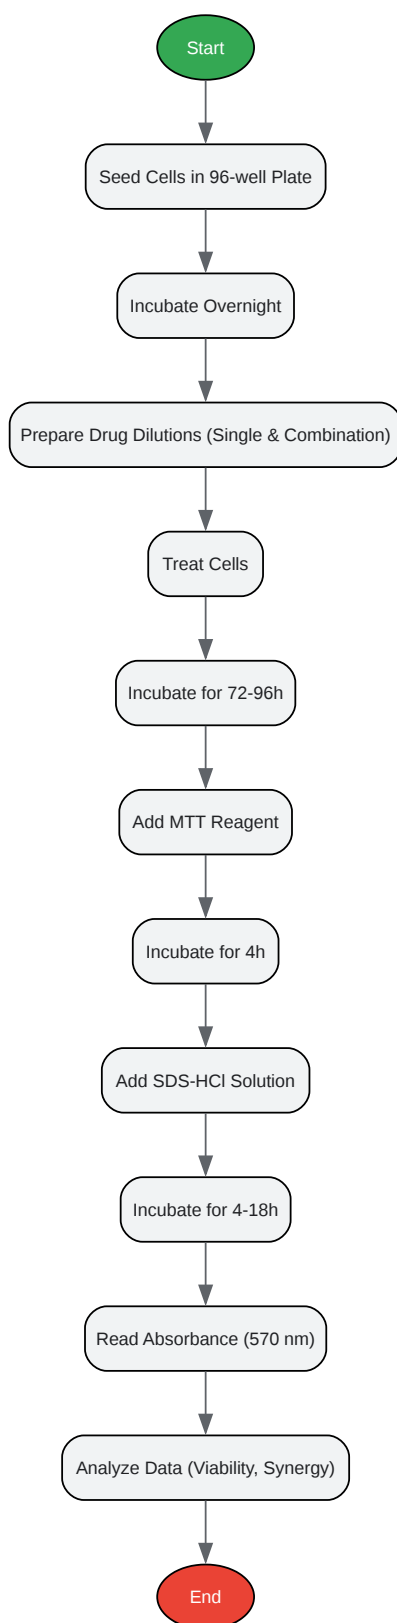 Start
Seed Cells in 96-well Plate
Incubate Overnight
Prepare Drug Dilutions (Single & Combination)
Treat Cells
Incubate for 72-96h
Add MTT Reagent
Incubate for 4h
Add SDS-HCl Solution
Incubate for 4-18h
Read Absorbance (570 nm)
Analyze Data (Viability, Synergy)
End